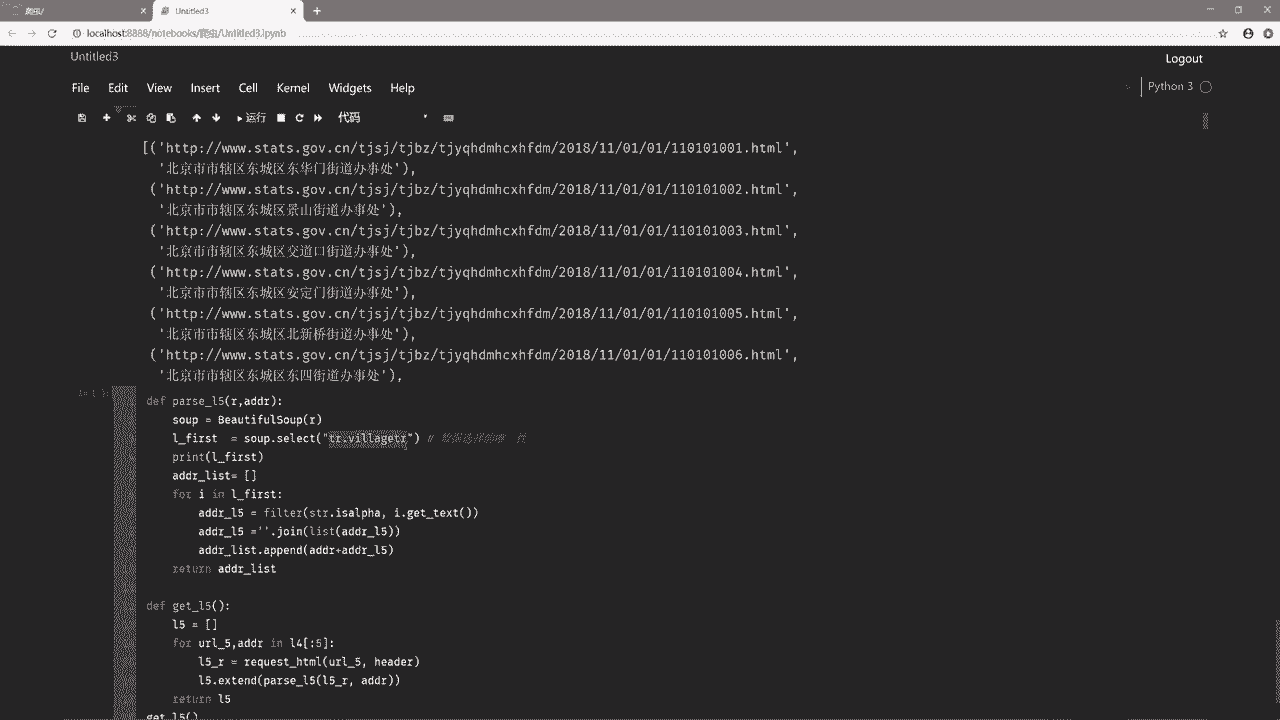 爬虫/
Untitled3
localhost:8888/notebooks/爬虫/Untitled3.ipynb
Untitled3
Logout
File Edit View Insert Cell Kernel Widgets Help
Python 3
运行 代码
[('http://www.stats.gov.cn/tjsj/tjbz/tjyqhdmhcxhfdm/2018/11/01/01/110101001.html',
'北京市市辖区东城区东华门街道办事处'),
('http://www.stats.gov.cn/tjsj/tjbz/tjyqhdmhcxhfdm/2018/11/01/01/110101002.html',
'北京市市辖区东城区景山街道办事处'),
('http://www.stats.gov.cn/tjsj/tjbz/tjyqhdmhcxhfdm/2018/11/01/01/110101003.html',
'北京市市辖区东城区交道口街道办事处'),
('http://www.stats.gov.cn/tjsj/tjbz/tjyqhdmhcxhfdm/2018/11/01/01/110101004.html',
'北京市市辖区东城区安定门街道办事处'),
('http://www.stats.gov.cn/tjsj/tjbz/tjyqhdmhcxhfdm/2018/11/01/01/110101005.html',
'北京市市辖区东城区北新桥街道办事处'),
('http://www.stats.gov.cn/tjsj/tjbz/tjyqhdmhcxhfdm/2018/11/01/01/110101006.html',
'北京市市辖区东城区东四街道办事处'),
In [ ]:
def parse_l5(r,addr):
soup = BeautifulSoup(r)
l_first = soup.select("tr.villagetr") #
print(l_first)
addr_list= []
for i in l_first:
addr_l5 = filter(str.isalpha, i.get_text())
addr_l5 =''.join(list(addr_l5))
addr_list.append(addr+addr_l5)
return addr_list
def get_l5():
l5 = []
for url_5,addr in l4[:5]:
l5_r = request_html(url_5, header)
l5.extend(parse_l5(l5_r, addr))
return l5
get_l5()